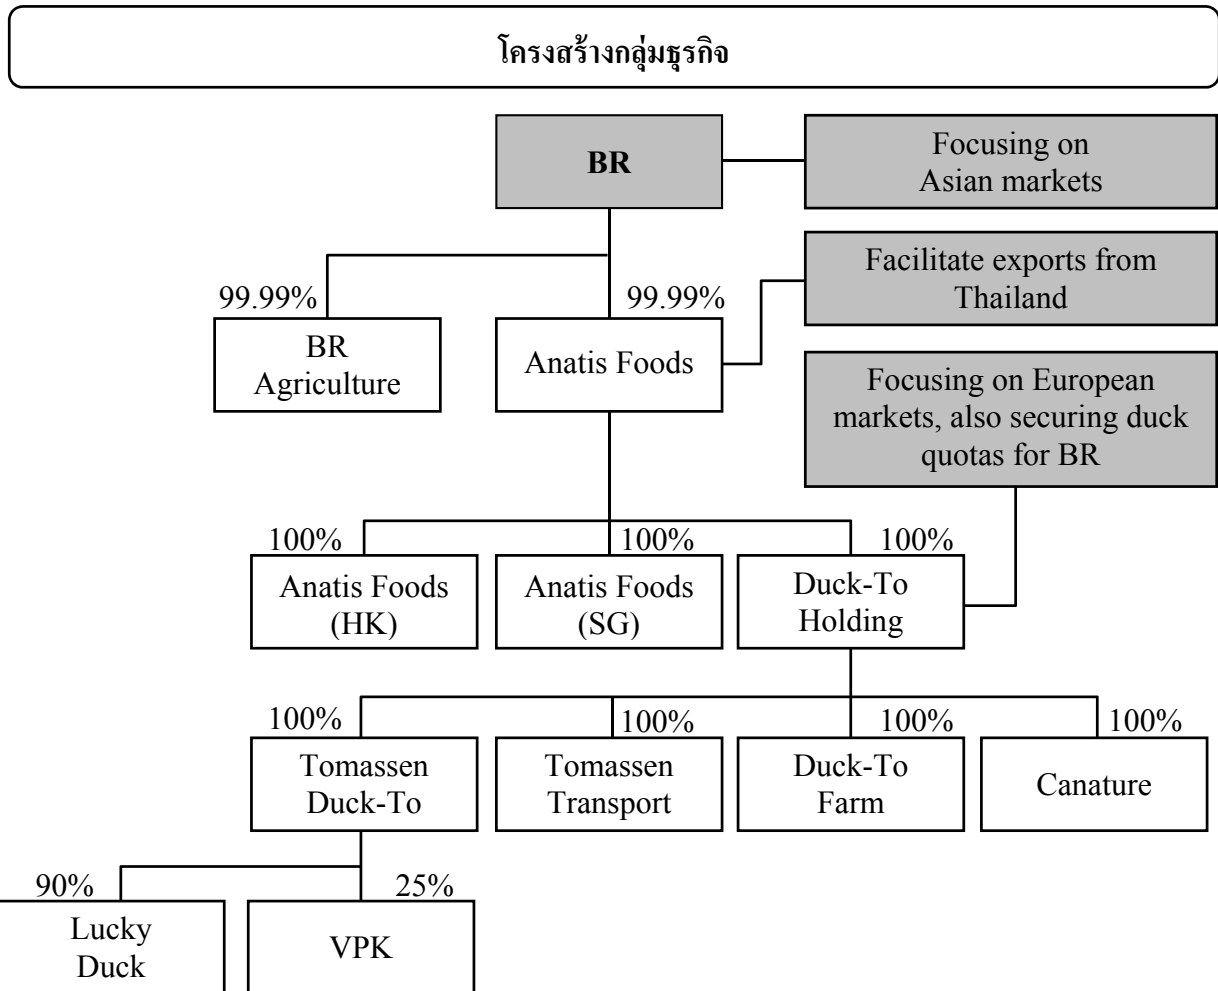 โครงสร้างกลุ่มธุรกิจ
BR
Focusing on
Asian markets
Facilitate exports from
Thailand
99.99%
99.99%
BR
Agriculture
Anatis Foods
Focusing on European
markets, also securing duck
quotas for BR
100%
100%
100%
Anatis Foods
(HK)
Anatis Foods
(SG)
Duck-To
Holding
100%
100%
100%
100%
Tomassen
Duck-To
Tomassen
Transport
Duck-To
Farm
Canature
90%
25%
Lucky
Duck
VPK